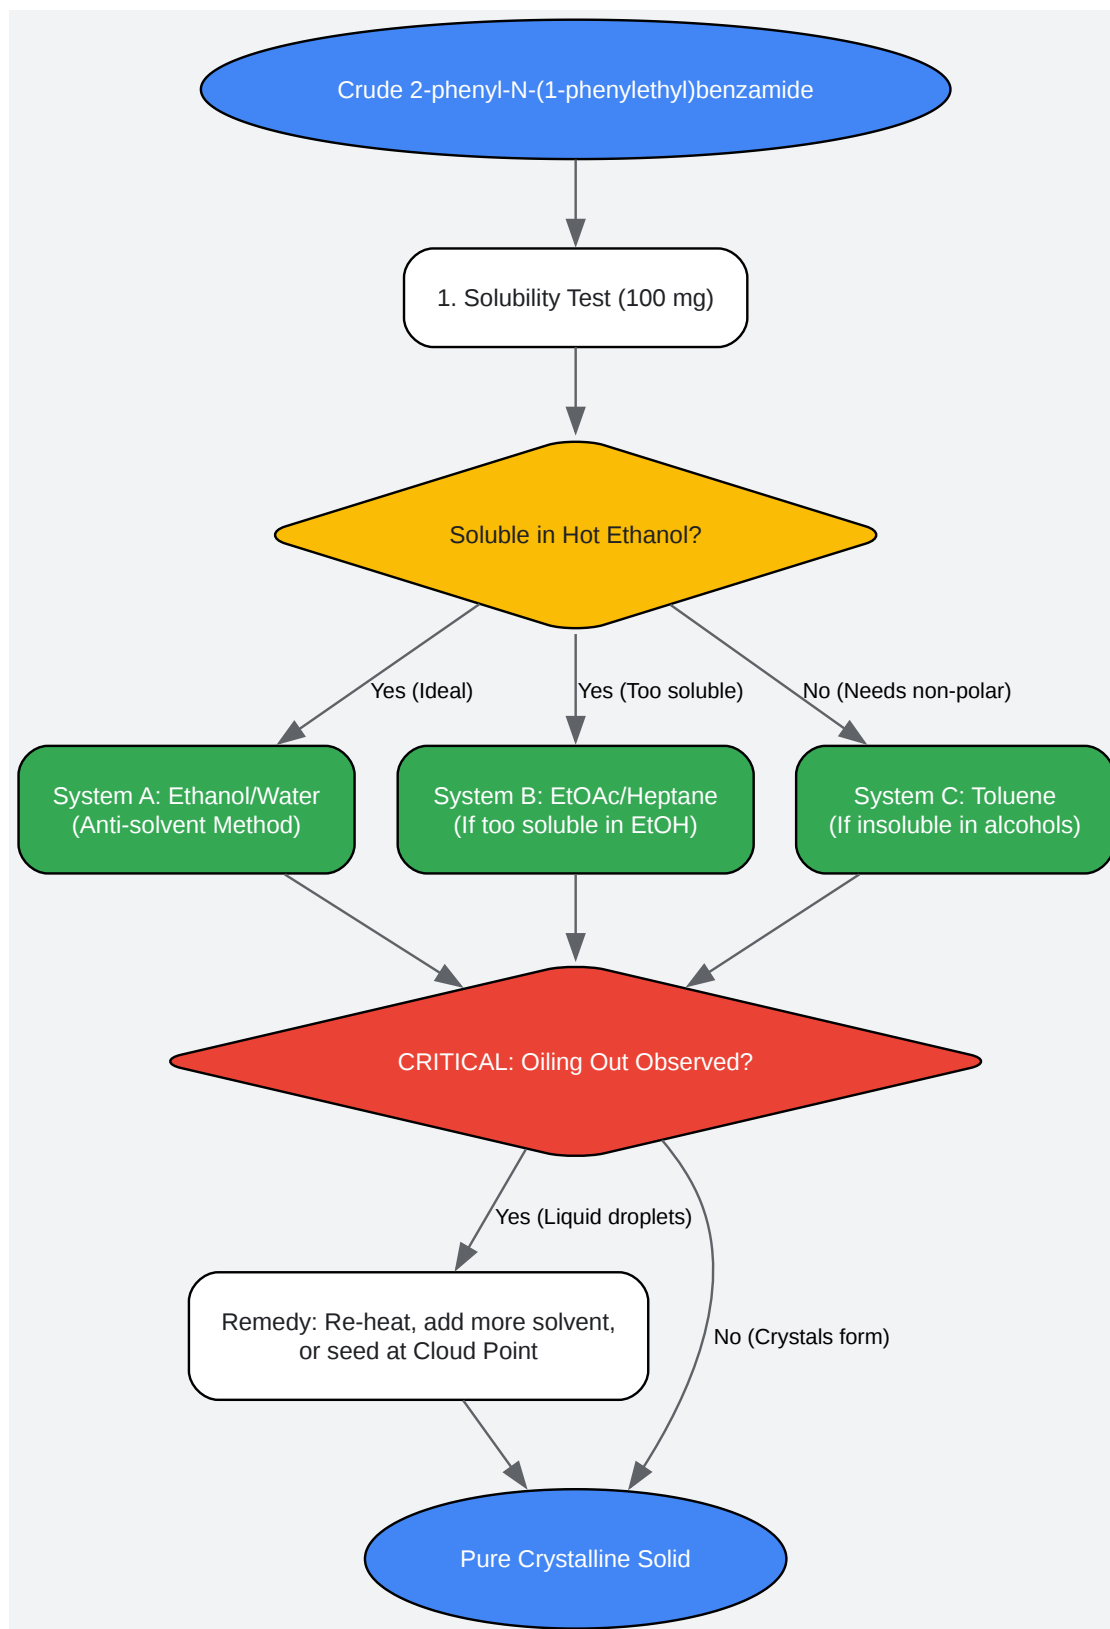 Crude 2-phenyl-N-(1-phenylethyl)benzamide
1. Solubility Test (100 mg)
Soluble in Hot Ethanol?
Yes (Ideal)
Yes (Too soluble)
No (Needs non-polar)
System A: Ethanol/Water
(Anti-solvent Method)
System B: EtOAc/Heptane
(If too soluble in EtOH)
System C: Toluene
(If insoluble in alcohols)
CRITICAL: Oiling Out Observed?
Yes (Liquid droplets)
Remedy: Re-heat, add more solvent,
or seed at Cloud Point
No (Crystals form)
Pure Crystalline Solid